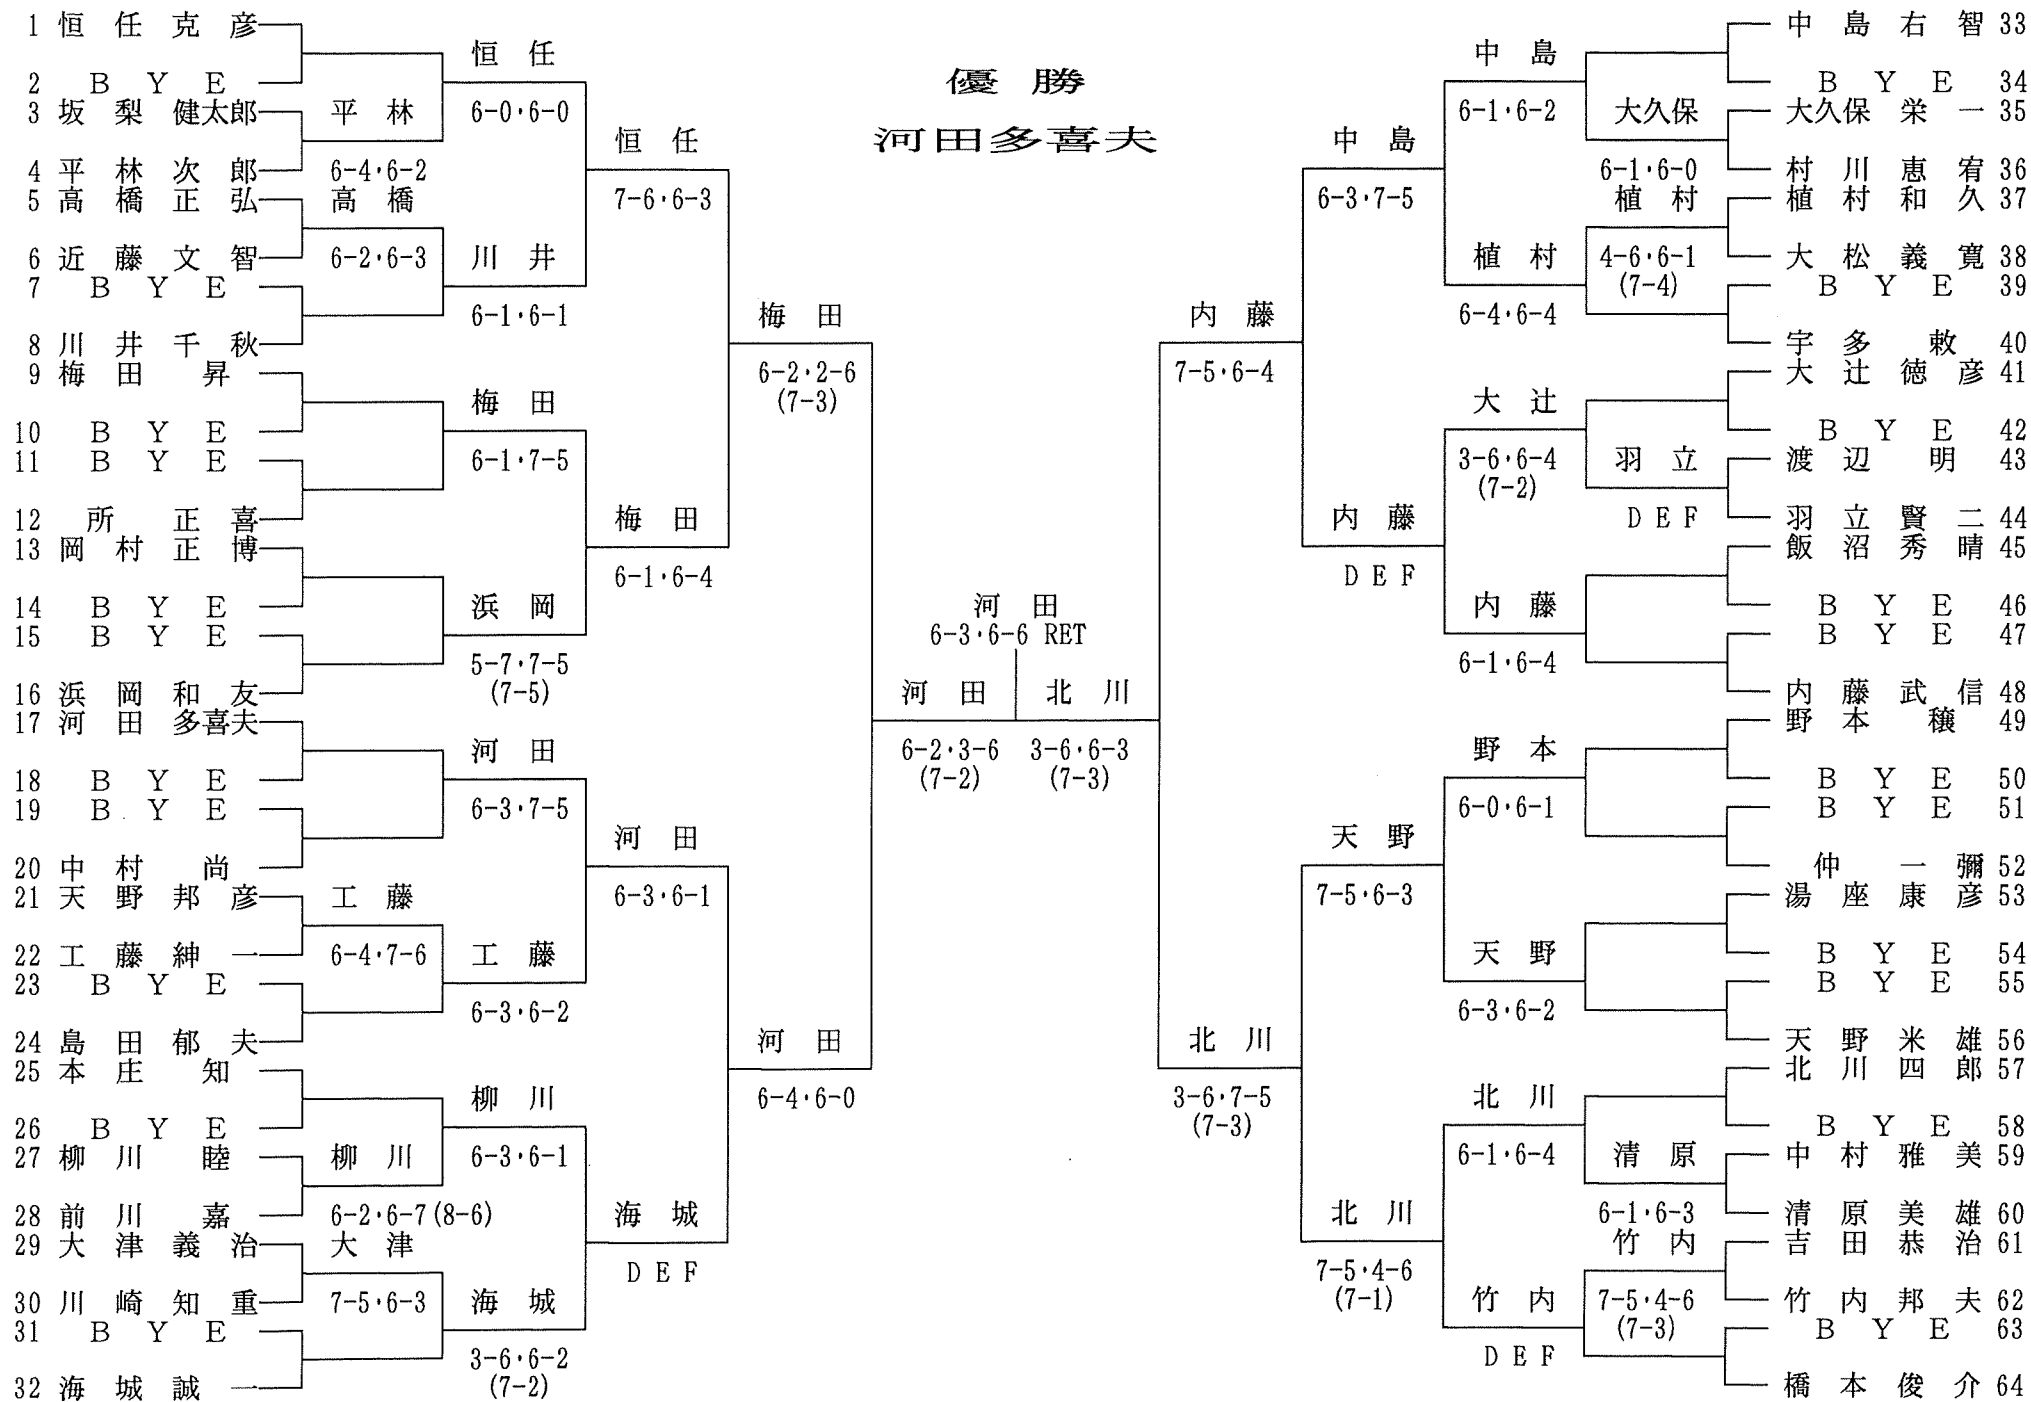 優勝
河田多喜夫
1 恒任克彦
2 BYE
3 坂梨健太郎
4 平林次郎
5 高橋正弘
6 近藤文智
7 BYE
8 川井千秋
9 梅田昇
10 BYE
11 BYE
12 所正喜
13 岡村正博
14 BYE
15 BYE
16 浜岡和友
17 河田多喜夫
18 BYE
19 BYE
20 中村尚
21 天野邦彦
22 工藤紳一
23 BYE
24 島田郁夫
25 本庄知
26 BYE
27 柳川睦
28 前川嘉
29 大津義治
30 川崎知重
31 BYE
32 海城誠一
平林
6-4・6-2
高橋
6-2・6-3
工藤
6-4・7-6
柳川
6-2・6-7(8-6)
大津
7-5・6-3
恒任
6-0・6-0
川井
6-1・6-1
梅田
6-1・7-5
浜岡
5-7・7-5
(7-5)
河田
6-3・7-5
工藤
6-3・6-2
柳川
6-3・6-1
海城
3-6・6-2
(7-2)
恒任
7-6・6-3
梅田
6-1・6-4
河田
6-3・6-1
海城
DEF
梅田
6-2・2-6
(7-3)
河田
6-4・6-0
河田
6-3・6-6 RET
河田
6-2・3-6
(7-2)
北川
3-6・6-3
(7-3)
内藤
7-5・6-4
北川
3-6・7-5
(7-3)
中島
6-3・7-5
内藤
DEF
天野
7-5・6-3
北川
7-5・4-6
(7-1)
中島
6-1・6-2
植村
6-4・6-4
大辻
3-6・6-4
(7-2)
内藤
6-1・6-4
野本
6-0・6-1
天野
6-3・6-2
北川
6-1・6-4
竹内
DEF
大久保
6-1・6-0
植村
4-6・6-1
(7-4)
羽立
DEF
清原
6-1・6-3
竹内
7-5・4-6
(7-3)
中島右智 33
BYE 34
大久保栄一 35
村川恵宥 36
植村和久 37
大松義寛 38
BYE 39
宇多敕 40
大辻徳彦 41
BYE 42
渡辺明 43
羽立賢二 44
飯沼秀晴 45
BYE 46
BYE 47
内藤武信 48
野本穣 49
BYE 50
BYE 51
仲一彌 52
湯座康彦 53
BYE 54
BYE 55
天野米雄 56
北川四郎 57
BYE 58
中村雅美 59
清原美雄 60
吉田恭治 61
竹内邦夫 62
BYE 63
橋本俊介 64